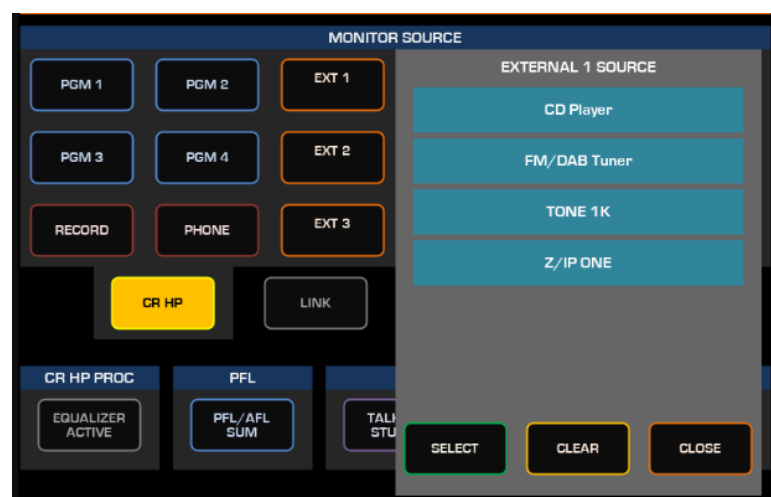 MONITOR SOURCE
PGM 1
PGM 2
EXT 1
PGM 3
PGM 4
EXT 2
RECORD
PHONE
EXT 3
CR HP
LINK
EXTERNAL 1 SOURCE
CD Player
FM/DAB Tuner
TONE 1K
Z/IP ONE
SELECT
CLEAR
CLOSE
CR HP PROC
PFL
EQUALIZER
ACTIVE
PFL/AFL
SUM